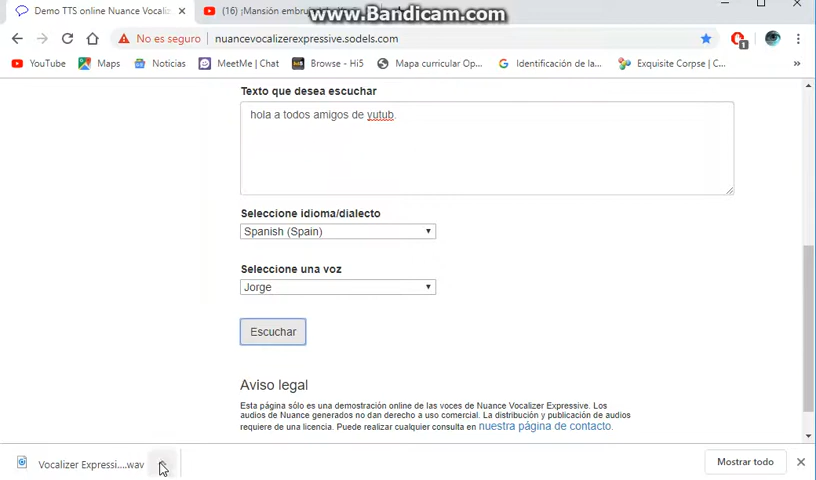 www.Bandicam.com
Demo TTS online Nuance Vocaliz
(16) ¡Mansión embru
No es seguro
nuancevocalizerexpressive.sodels.com
1
YouTube
Maps
Noticias
MeetMe | Chat
Browse - Hi5
Mapa curricular Op...
Identificación de la...
Exquisite Corpse | C...
Texto que desea escuchar
hola a todos amigos de yutub.
Seleccione idioma/dialecto
Spanish (Spain)
Seleccione una voz
Jorge
Escuchar
Aviso legal
Esta página sólo es una demostración online de las voces de Nuance Vocalizer Expressive. Los
audios de Nuance generados no dan derecho a uso comercial. La distribución y publicación de audios
requiere de una licencia. Puede realizar cualquier consulta en nuestra página de contacto.
Vocalizer Expressi....wav
Mostrar todo